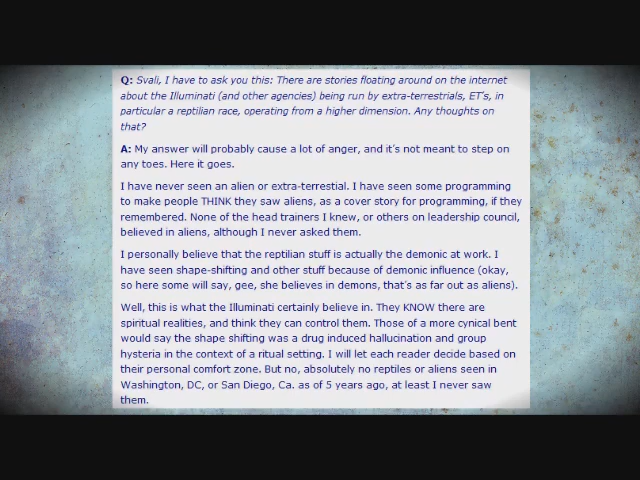 Q: Svali, I have to ask you this: There are stories floating around on the internet
about the Illuminati (and other agencies) being run by extra-terrestrials, ET's, in
particular a reptilian race, operating from a higher dimension. Any thoughts on
that?
A: My answer will probably cause a lot of anger, and it's not meant to step on
any toes. Here it goes.
I have never seen an alien or extra-terrestial. I have seen some programming
to make people THINK they saw aliens, as a cover story for programming, if they
remembered. None of the head trainers I knew, or others on leadership council,
believed in aliens, although I never asked them.
I personally believe that the reptilian stuff is actually the demonic at work. I
have seen shape-shifting and other stuff because of demonic influence (okay,
so here some will say, gee, she believes in demons, that's as far out as aliens).
Well, this is what the Illuminati certainly believe in. They KNOW there are
spiritual realities, and think they can control them. Those of a more cynical bent
would say the shape shifting was a drug induced hallucination and group
hysteria in the context of a ritual setting. I will let each reader decide based on
their personal comfort zone. But no, absolutely no reptiles or aliens seen in
Washington, DC, or San Diego, Ca. as of 5 years ago, at least I never saw
them.